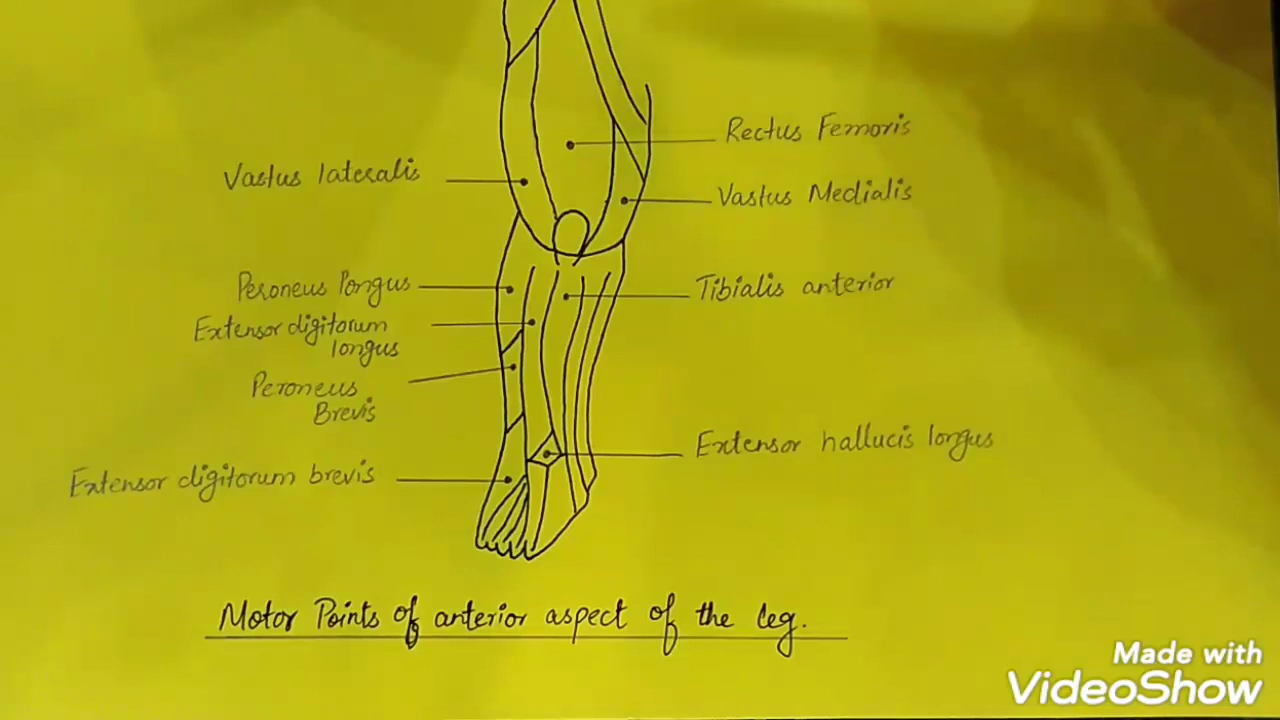 Rectus Femoris
Vastus lateralis
Vastus Medialis
Peroneus longus
Tibialis anterior
Extensor digitorum
longus
Peroneus
Brevis
Extensor hallucis longus
Extensor digitorum brevis
Motor Points of anterior aspect of the leg.
Made with
VideoShow